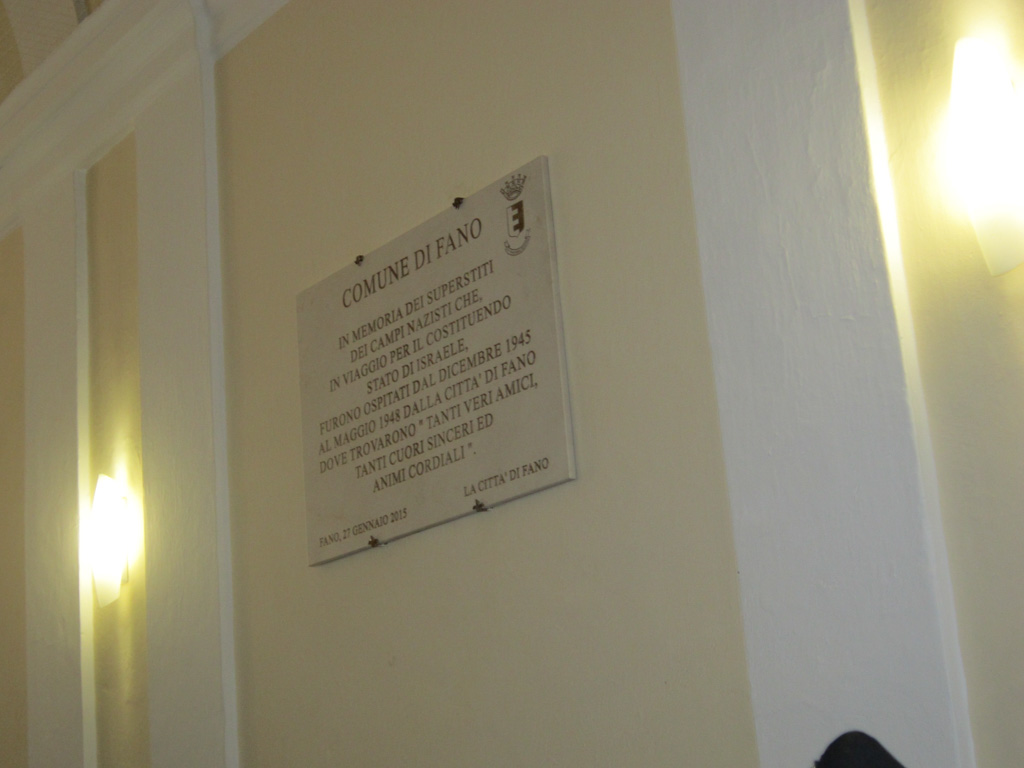 COMUNE DI FANO
IN MEMORIA DEI SUPERSTITI
DEI CAMPI NAZISTI CHE,
IN VIAGGIO PER IL COSTITUENDO
STATO DI ISRAELE,
FURONO OSPITATI DAL DICEMBRE 1945
AL MAGGIO 1948 DALLA CITTA' DI FANO
DOVE TROVARONO " TANTI VERI AMICI,
TANTI CUORI SINCERI ED
ANIMI CORDIALI ".
FANO, 27 GENNAIO 2015
LA CITTA' DI FANO